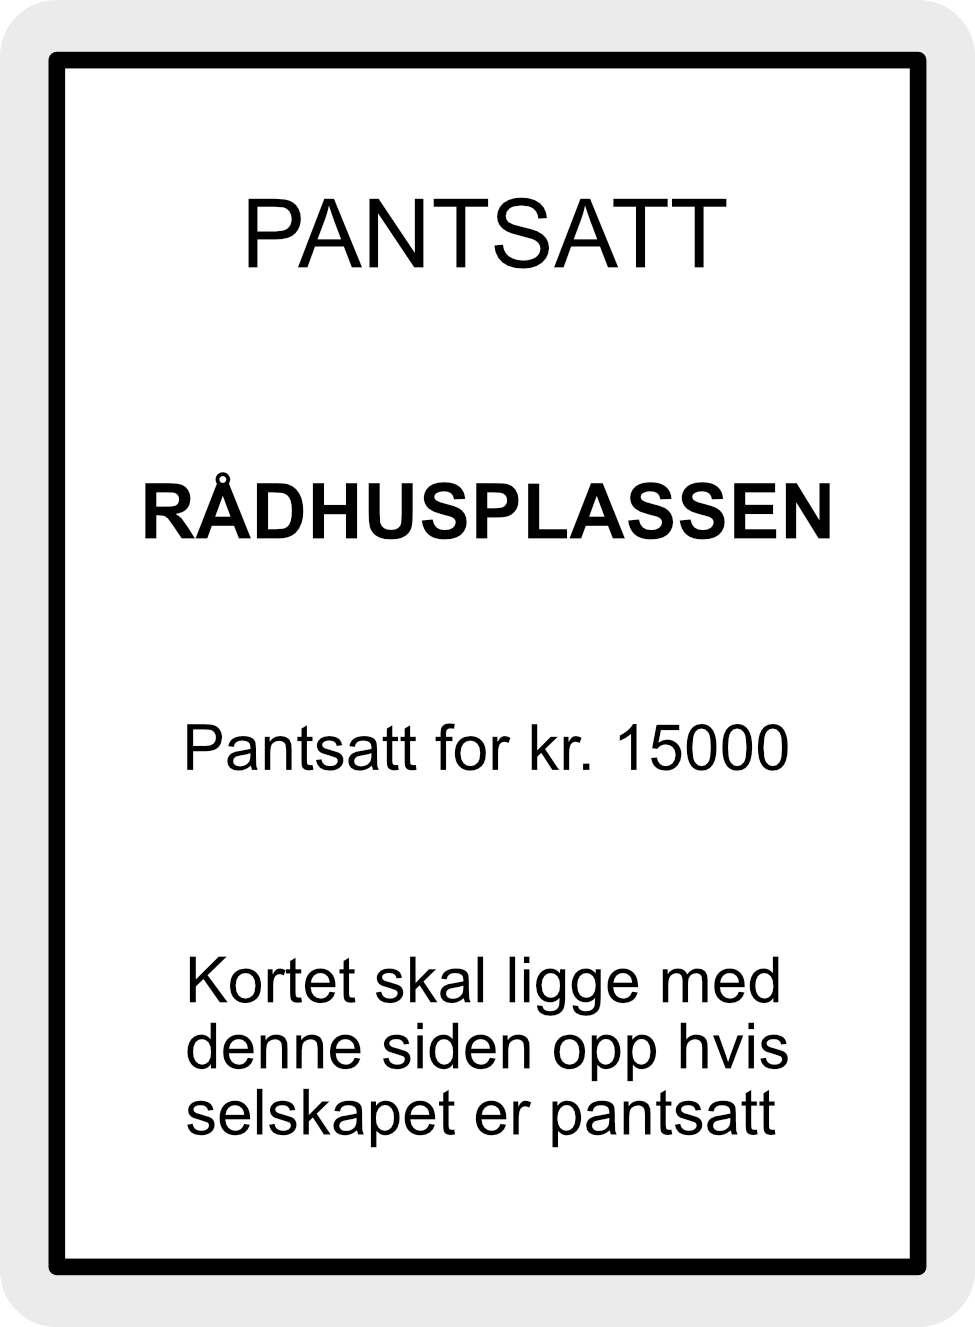 PANTSATT
RÅDHUSPLASSEN
Pantsatt for kr. 15000
Kortet skal ligge med
denne siden opp hvis
selskapet er pantsatt